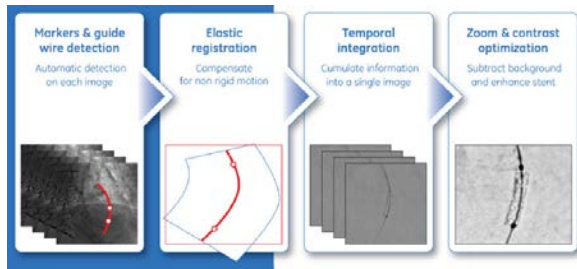 Markers & guide
wire detection
Automatic detection
on each image
Elastic
registration
Compensate
for non rigid motion
Temporal
integration
Cumulate information
into a single image
Zoom & contrast
optimization
Subtract background
and enhance stent